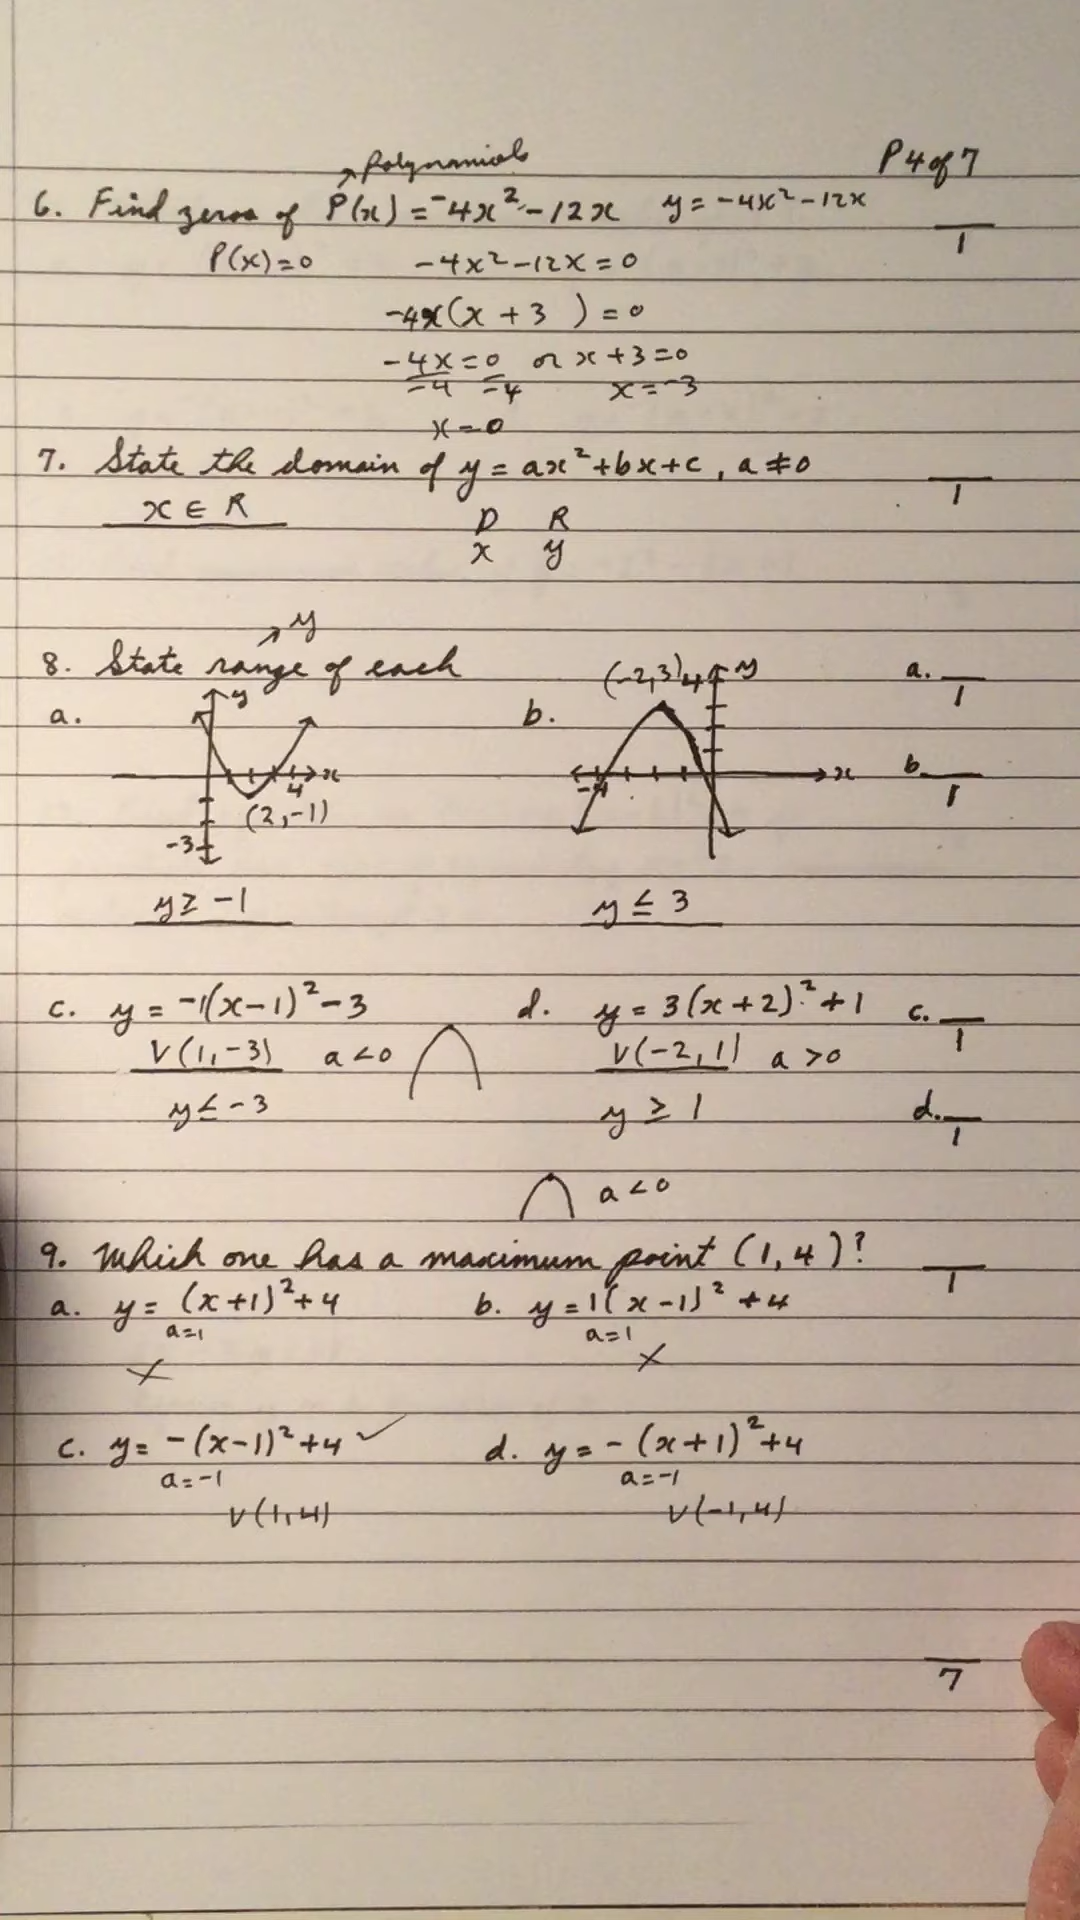 Polynomials
P 4 of 7
6. Find zeros of P(x) = -4x² - 12x y = -4x² - 12x
1
P(x) = 0 -4x² - 12x = 0
-4x(x + 3 ) = 0
-4x = 0 or x + 3 = 0
-4 -4 x = -3
x = 0
7. State the domain of y = ax² + bx + c, a ≠ 0
1
x ∈ R
D R
x y
y
8. State range of each
a. 1
a. y x 4 (2, -1) -3
b. (-2, 3) 4 y x -4
b. 1
y ≥ -1 y ≤ 3
c. y = -1(x-1)² - 3 d. y = 3(x+2)² + 1 c. 1
V(1, -3) a < 0 V(-2, 1) a > 0
y ≤ -3 y ≥ 1 d. 1
a < 0
9. Which one has a maximum point (1, 4)?
1
a. y = (x+1)² + 4 b. y = 1(x-1)² + 4
a=1 a=1
× ×
c. y = -(x-1)² + 4 ✓ d. y = -(x+1)² + 4
a=-1 a=-1
V(1, 4) V(-1, 4)
7